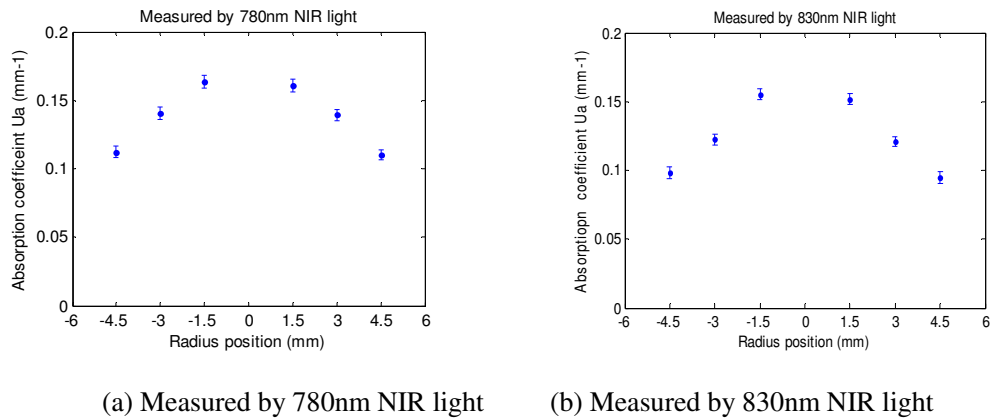 Measured by 780nm NIR light
0.2
0.15
0.1
0.05
0
Absorption coefficeint Ua (mm-1)
-6 -4.5 -3 -1.5 0 1.5 3 4.5 6
Radius position (mm)
Measured by 830nm NIR light
0.2
0.15
0.1
0.05
0
Absorptiopn coefficient Ua (mm-1)
-6 -4.5 -3 -1.5 0 1.5 3 4.5 6
Radius position (mm)
(a) Measured by 780nm NIR light (b) Measured by 830nm NIR light